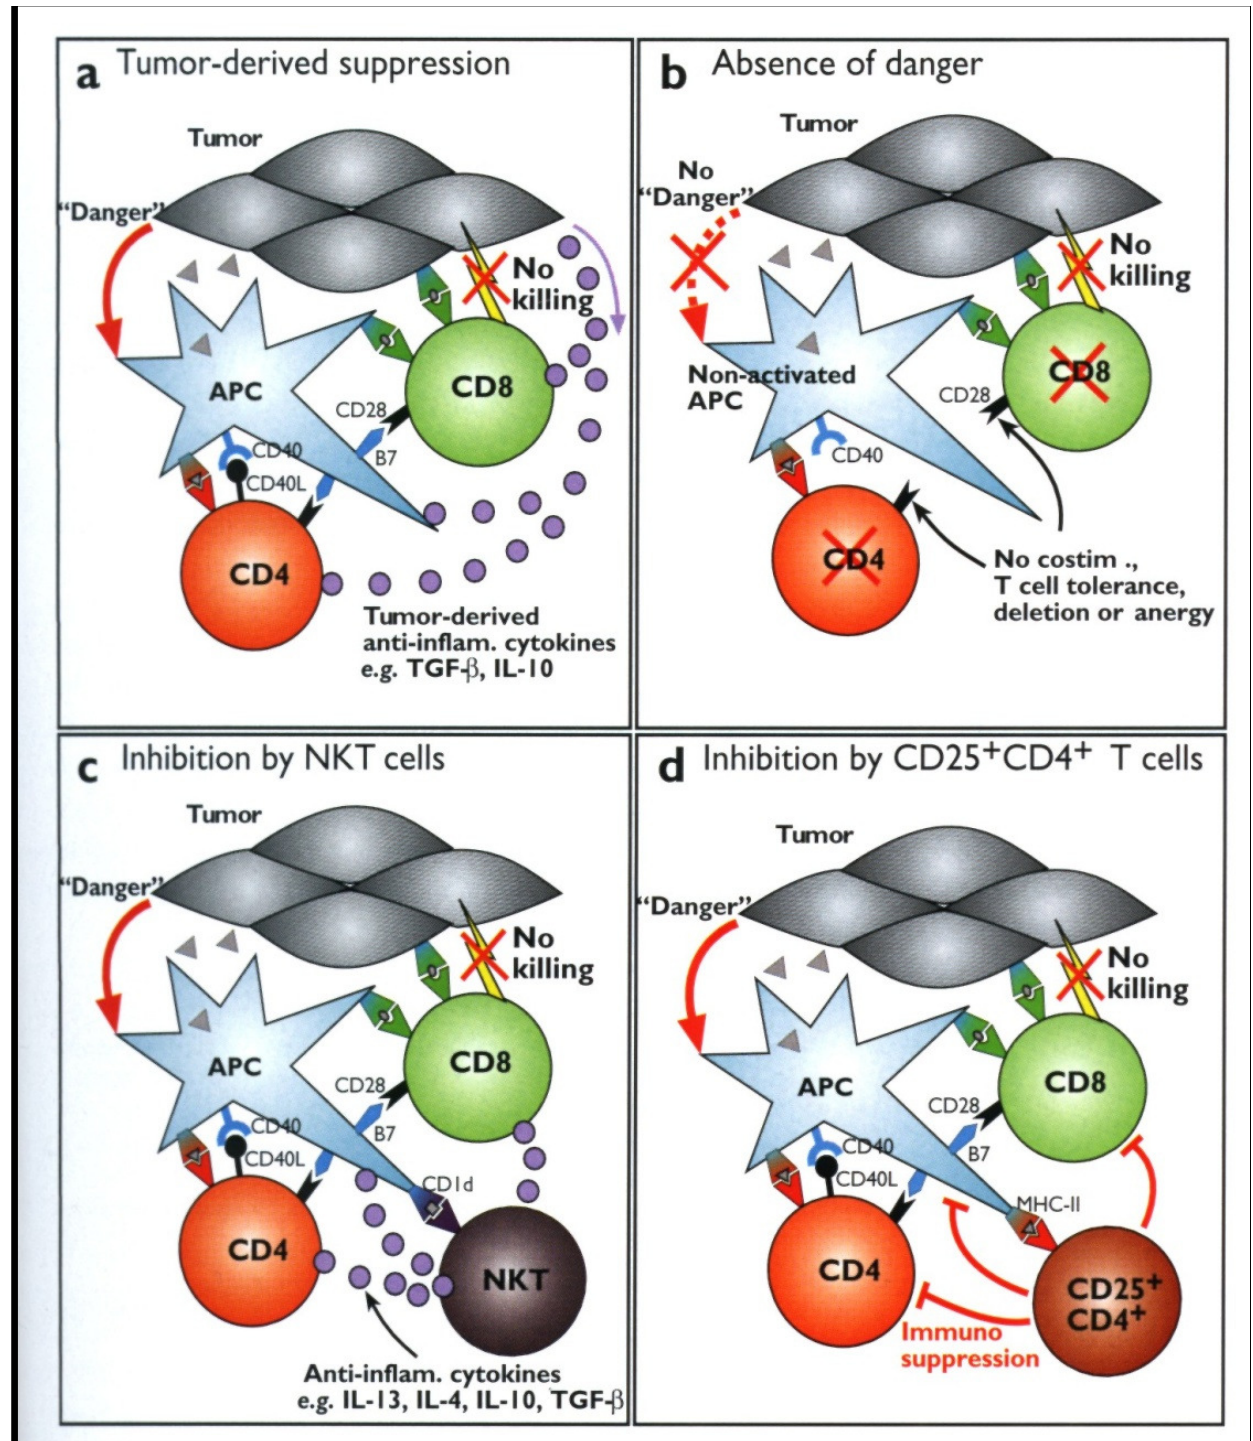 a Tumor-derived suppression
Tumor
“Danger”
No
killing
APC
CD8
CD28
B7
CD40
CD40L
CD4
Tumor-derived
anti-inflam. cytokines
e.g. TGF-β, IL-10
b Absence of danger
Tumor
No
“Danger”
No
killing
Non-activated
APC
CD8
CD28
CD40
CD4
No costim .,
T cell tolerance,
deletion or anergy
c Inhibition by NKT cells
Tumor
“Danger”
No
killing
APC
CD8
CD28
B7
CD40
CD40L
CD1d
CD4
NKT
Anti-inflam. cytokines
e.g. IL-13, IL-4, IL-10, TGF-β
d Inhibition by CD25⁺CD4⁺ T cells
Tumor
“Danger”
No
killing
APC
CD8
CD28
B7
CD40
CD40L
MHC-II
CD4
CD25⁺
CD4⁺
Immuno
suppression